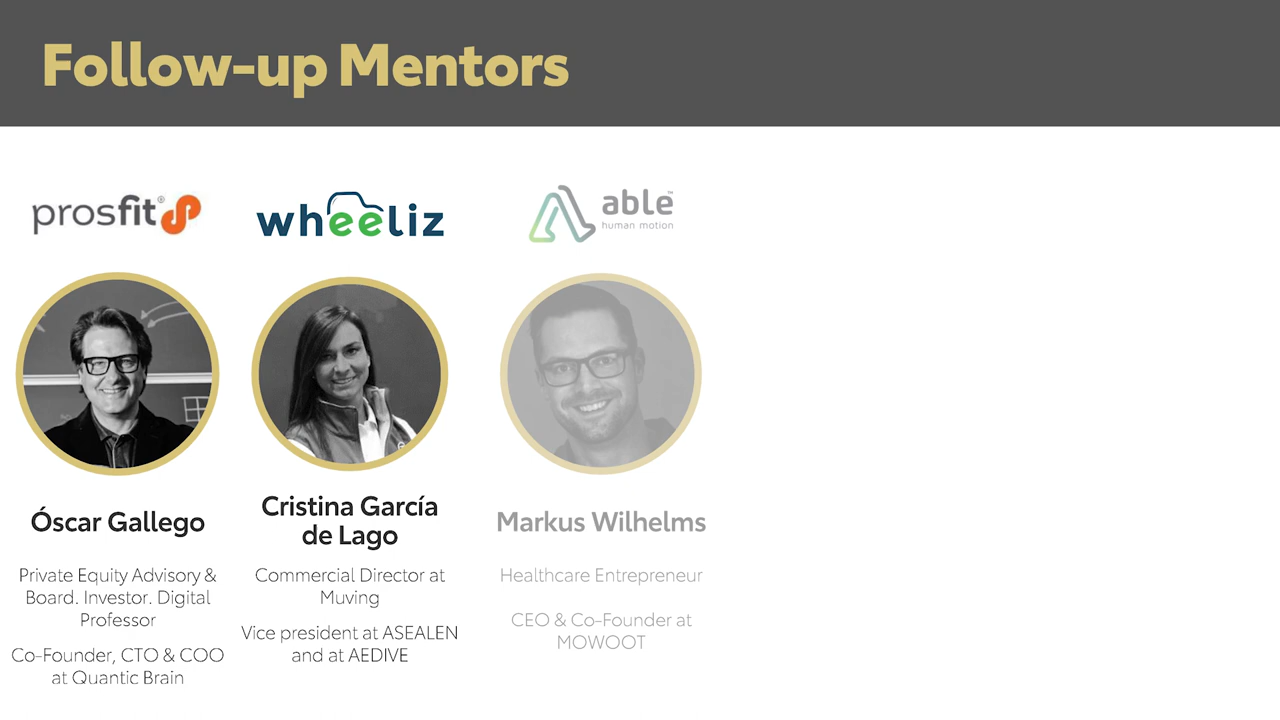 Follow-up Mentors
prosfit®
wheeliz
able™
human motion
Óscar Gallego
Private Equity Advisory &
Board. Investor. Digital
Professor
Co-Founder, CTO & COO
at Quantic Brain
Cristina García
de Lago
Commercial Director at
Muving
Vice president at ASEALEN
and at AEDIVE
Markus Wilhelms
Healthcare Entrepreneur
CEO & Co-Founder at
MOWOOT